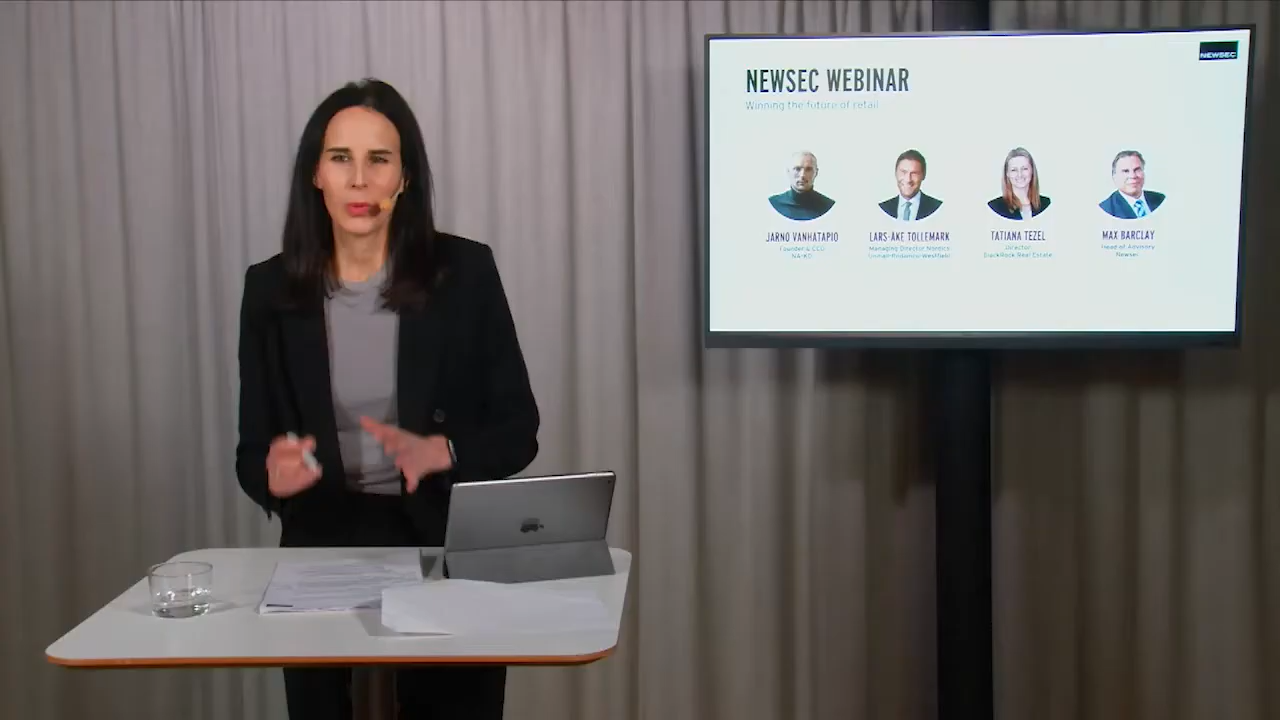 NEWSEC
NEWSEC WEBINAR
Winning the future of retail
JARNO VANHATAPIO
Founder & CCO
NA-KD
LARS-ÅKE TOLLEMARK
Managing Director Nordics
Unibail-Rodamco-Westfield
TATIANA TEZEL
Director
BlackRock Real Estate
MAX BARCLAY
Head of Advisory
Newsec